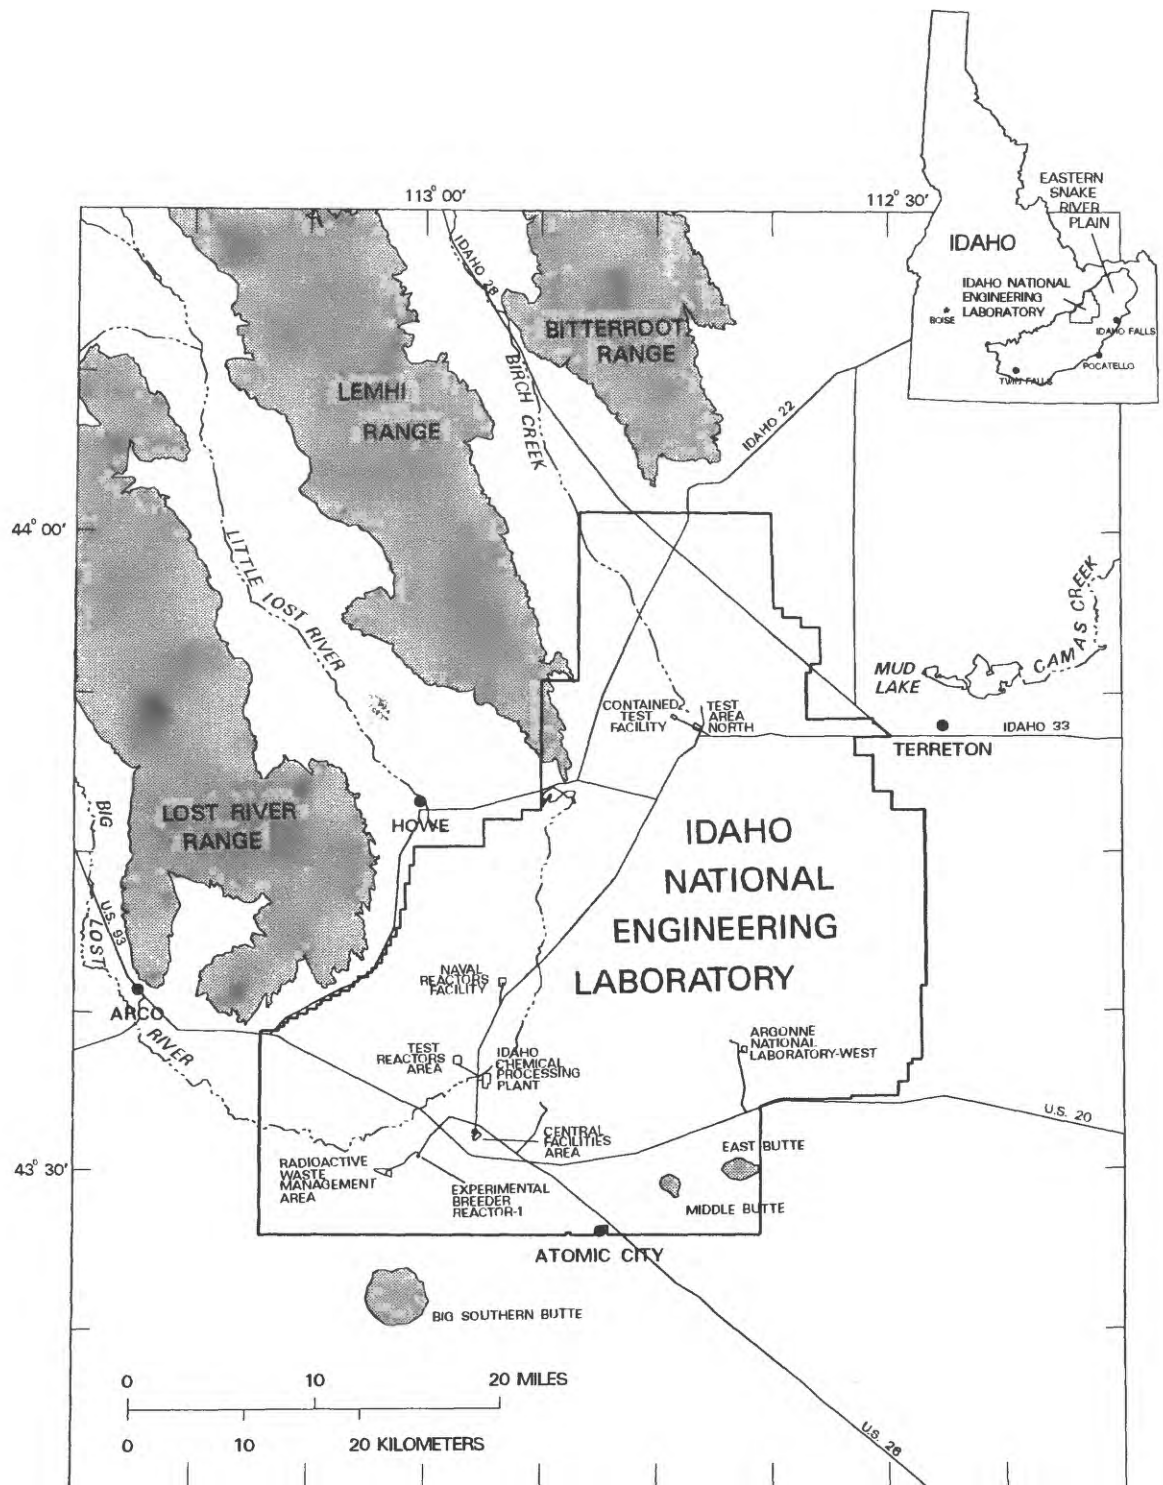 113° 00'
112° 30'
EASTERN
SNAKE
RIVER
PLAIN
IDAHO
IDAHO NATIONAL
ENGINEERING
LABORATORY
BOISE
IDAHO FALLS
POCATELLO
TWIN FALLS
IDAHO 28
BITTERROOT
RANGE
BIRCH CREEK
LEMHI
RANGE
IDAHO 22
44° 00'
LITTLE LOST RIVER
CAMAS CREEK
MUD
LAKE
CONTAINED
TEST
FACILITY
TEST
AREA
NORTH
IDAHO 33
TERRETON
BIG
LOST
RIVER
LOST RIVER
RANGE
HOWE
IDAHO
NATIONAL
ENGINEERING
LABORATORY
U.S. 93
NAVAL
REACTORS
FACILITY
ARCO
TEST
REACTORS
AREA
IDAHO
CHEMICAL
PROCESSING
PLANT
ARGONNE
NATIONAL
LABORATORY-WEST
U.S. 20
CENTRAL
FACILITIES
AREA
EAST BUTTE
43° 30'
RADIOACTIVE
WASTE
MANAGEMENT
AREA
EXPERIMENTAL
BREEDER
REACTOR-1
MIDDLE BUTTE
ATOMIC CITY
BIG SOUTHERN BUTTE
0 10 20 MILES
0 10 20 KILOMETERS
U.S. 26